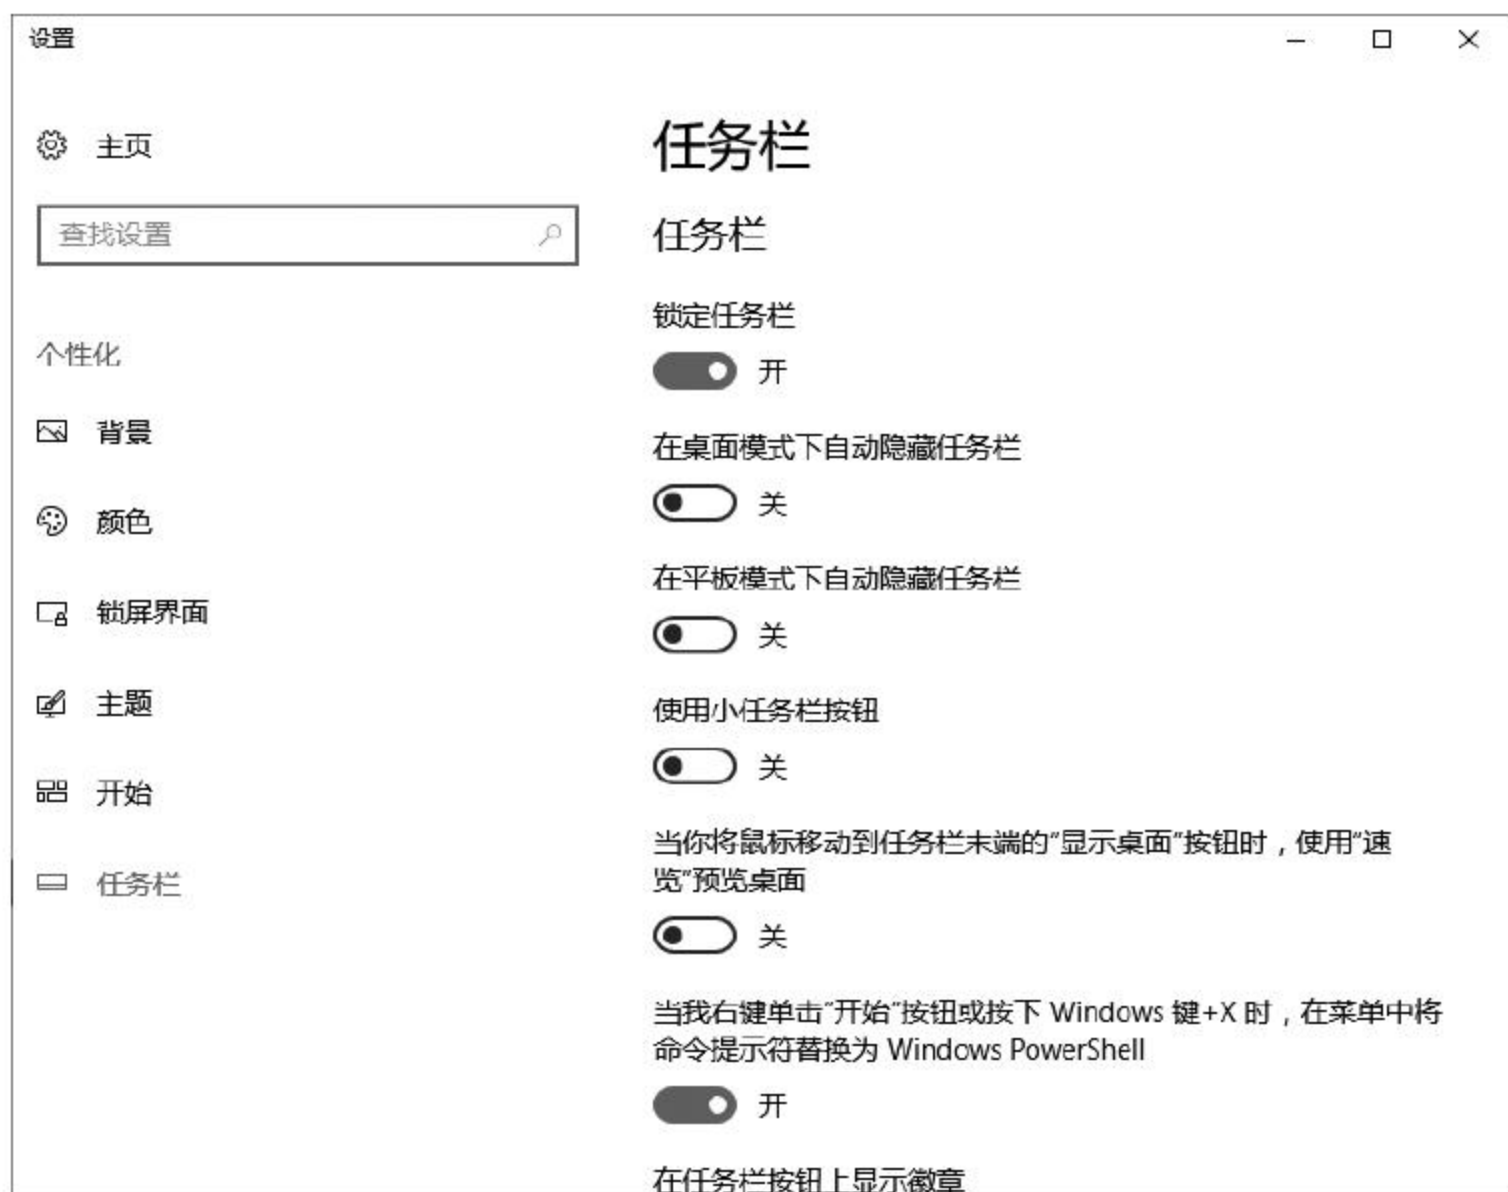 设置
主页
查找设置
个性化
背景
颜色
锁屏界面
主题
开始
任务栏
任务栏
任务栏
锁定任务栏
开
在桌面模式下自动隐藏任务栏
关
在平板模式下自动隐藏任务栏
关
使用小任务栏按钮
关
当你将鼠标移动到任务栏末端的"显示桌面"按钮时，使用"速
览"预览桌面
关
当我右键单击"开始"按钮或按下 Windows 键+X 时，在菜单中将
命令提示符替换为 Windows PowerShell
开
在任务栏按钮上显示徽章